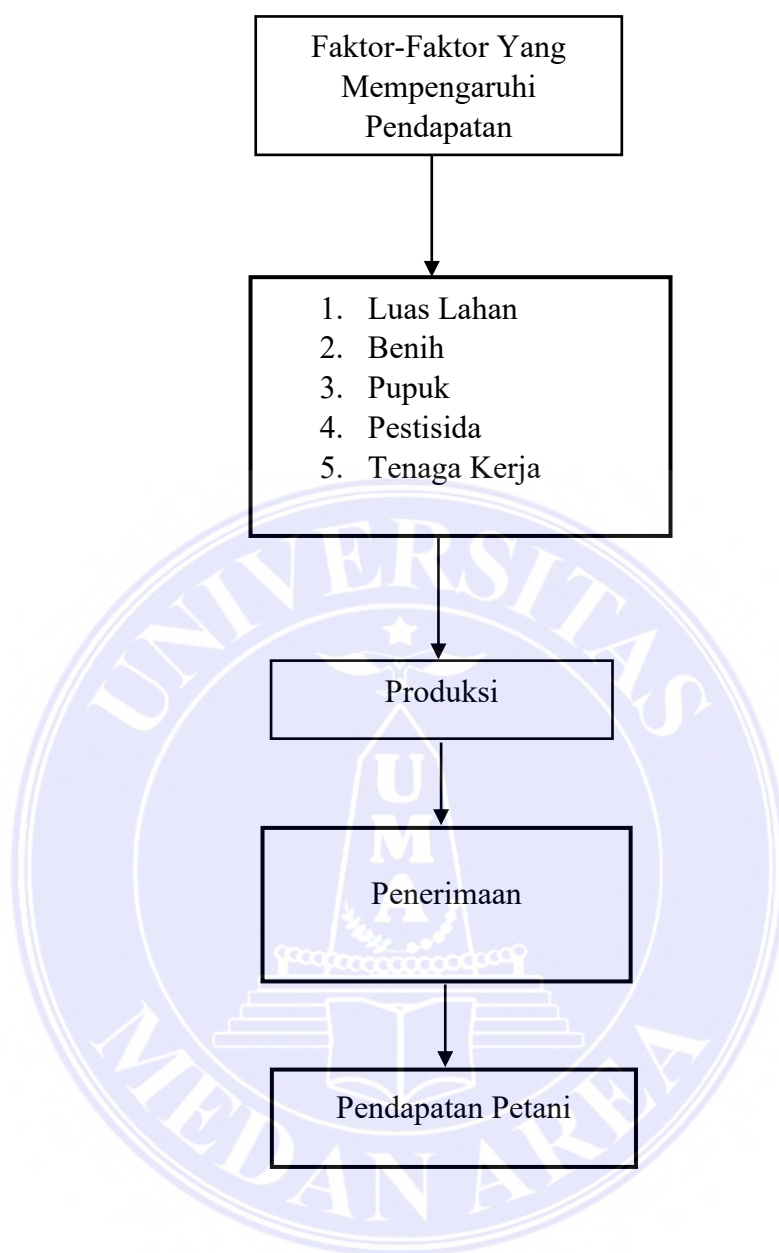 Faktor-Faktor Yang
Mempengaruhi
Pendapatan
1. Luas Lahan
2. Benih
3. Pupuk
4. Pestisida
5. Tenaga Kerja
UNIVERSITAS
Produksi
UMA
Penerimaan
Pendapatan Petani
MEDAN AREA